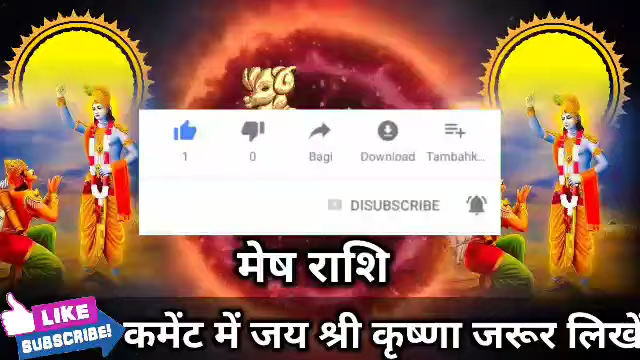 1 0 Bagi Download Tambahk...
DISUBSCRIBE
मेष राशि
LIKE
SUBSCRIBE!
कमेंट में जय श्री कृष्णा जरूर लिखें